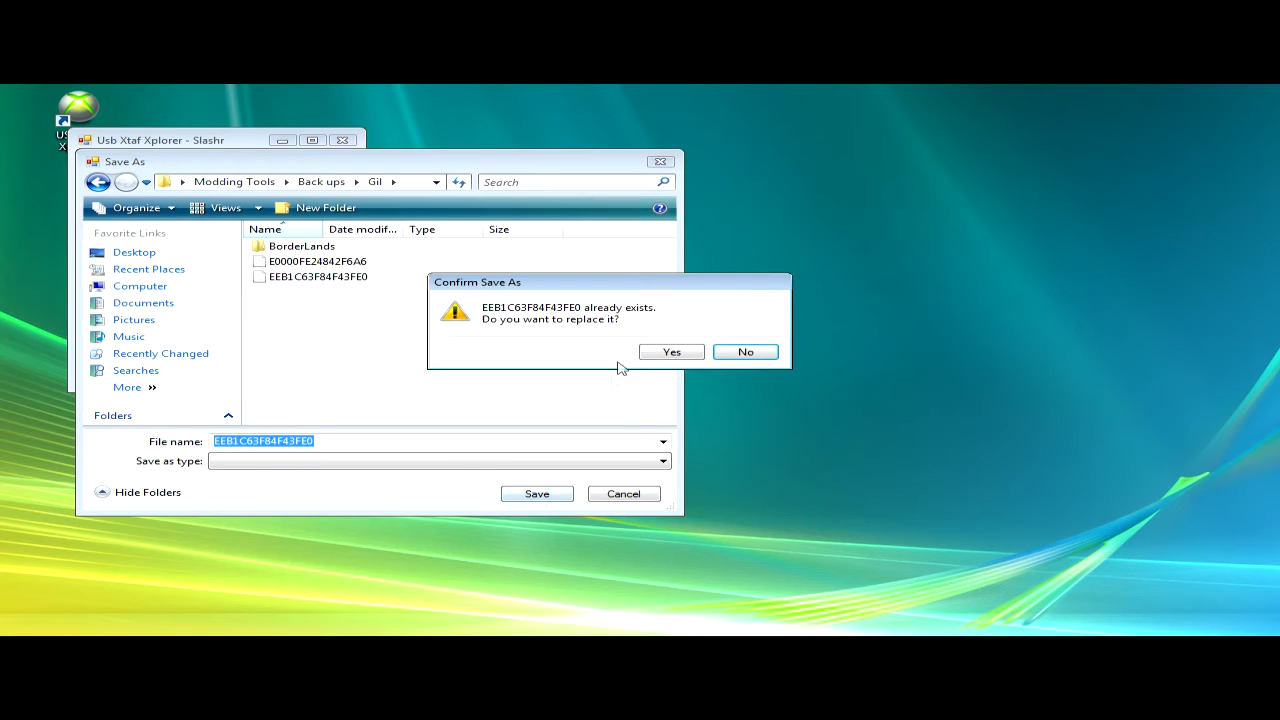 US
X
Usb Xtaf Xplorer - Slashr
Save As
Modding Tools Back ups Gil Search
Organize Views New Folder ?
Favorite Links
Desktop
Recent Places
Computer
Documents
Pictures
Music
Recently Changed
Searches
More »
Folders
Name Date modif... Type Size
BorderLands
E0000FE24842F6A6
EEB1C63F84F43FE0
Confirm Save As
EEB1C63F84F43FE0 already exists.
Do you want to replace it?
Yes No
File name: EEB1C63F84F43FE0
Save as type:
Hide Folders Save Cancel